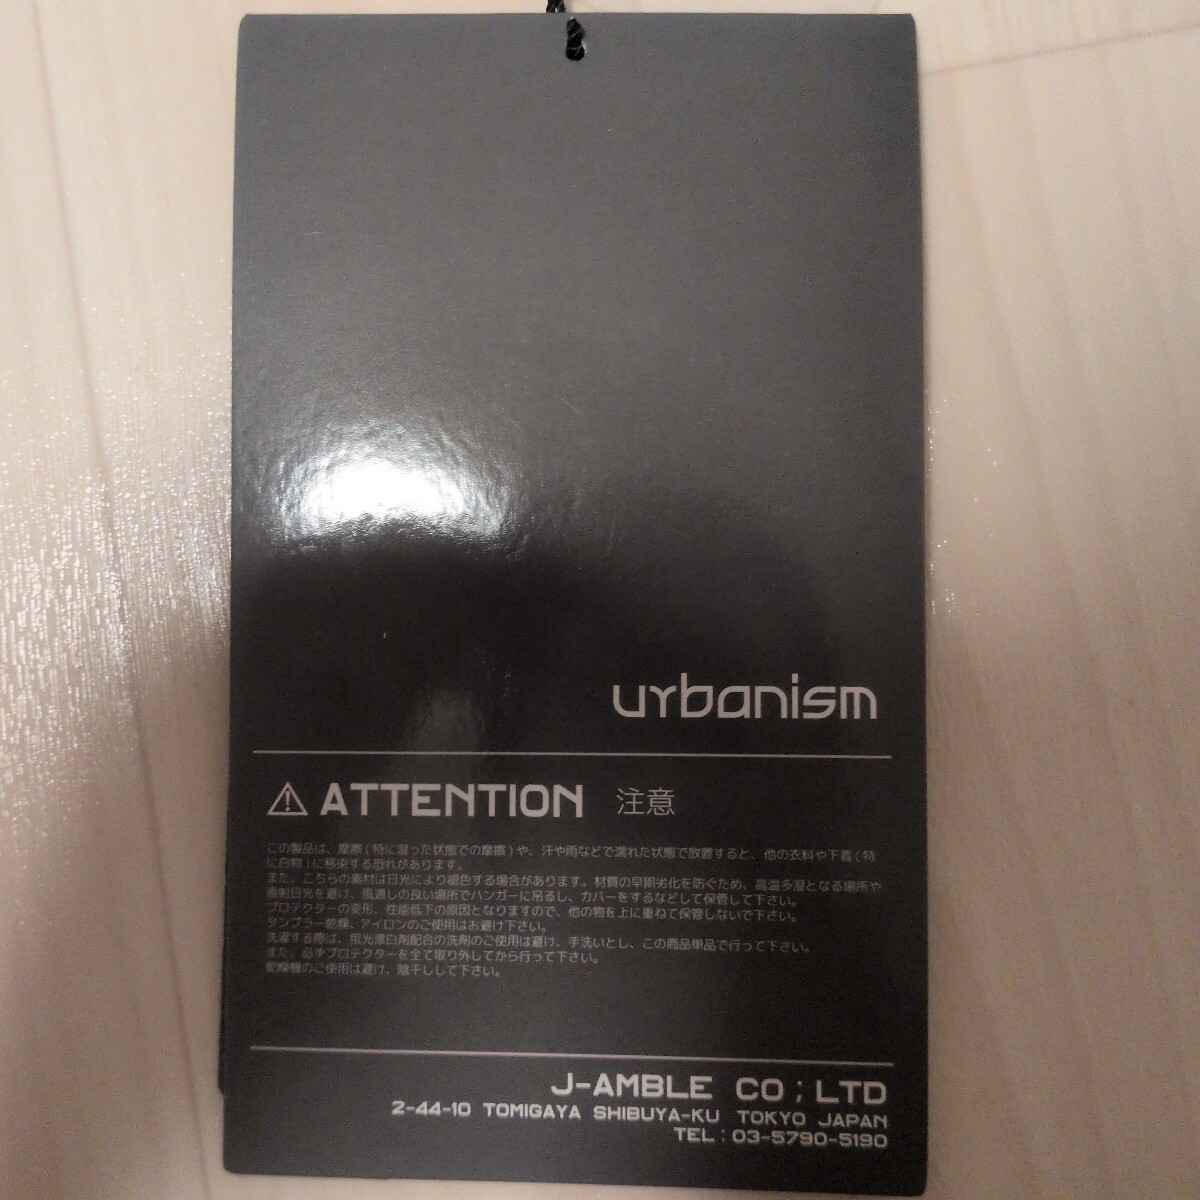 urbanism
ATTENTION 注意
この製品は、摩擦(特に湿った状態での摩擦)や、汗や雨などで濡れた状態で放置すると、他の衣料や下着(特
に白物)に移染する恐れがあります。
また、こちらの素材は日光により褪色する場合があります。材質の早期劣化を防ぐため、高温多湿となる場所や
直射日光を避け、風通しの良い場所でハンガーに吊るし、カバーをするなどして保管して下さい。
プロテクターの変形、性能低下の原因となりますので、他の物を上に重ねて保管しないで下さい。
タンブラー乾燥、アイロンのご使用はお避け下さい。
洗濯する際は、蛍光漂白剤配合の洗剤のご使用は避け、手洗いとし、この商品単品で行って下さい。
また、必ずプロテクターを全て取り外してから行って下さい。
乾燥機のご使用は避け、陰干しして下さい。
J-AMBLE CO;LTD
2-44-10 TOMIGAYA SHIBUYA-KU TOKYO JAPAN
TEL:03-5790-5190